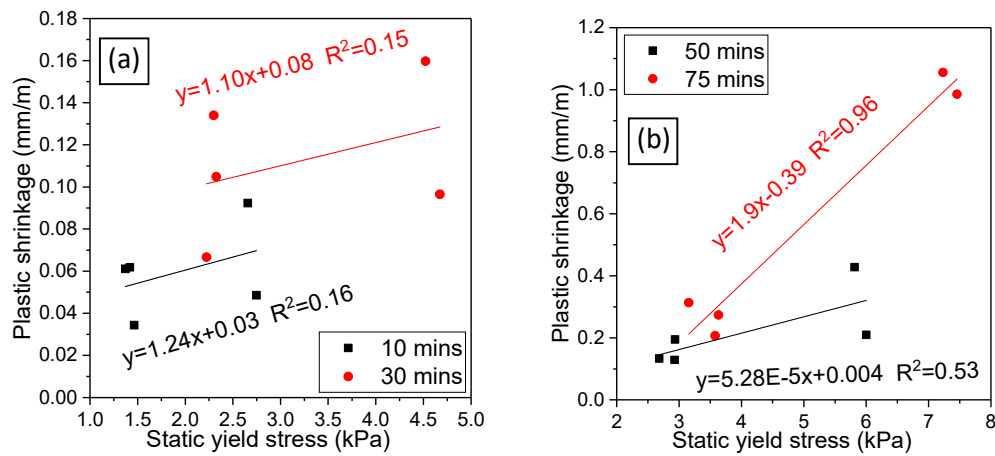 (a)
y=1.10x+0.08 R²=0.15
y=1.24x+0.03 R²=0.16
10 mins
30 mins
Plastic shrinkage (mm/m)
0.18
0.16
0.14
0.12
0.10
0.08
0.06
0.04
0.02
0.00
1.0 1.5 2.0 2.5 3.0 3.5 4.0 4.5 5.0
Static yield stress (kPa)
50 mins
75 mins
(b)
y=1.9x-0.39 R²=0.96
y=5.28E-5x+0.004 R²=0.53
Plastic shrinkage (mm/m)
1.2
1.0
0.8
0.6
0.4
0.2
0.0
2 3 4 5 6 7 8
Static yield stress (kPa)